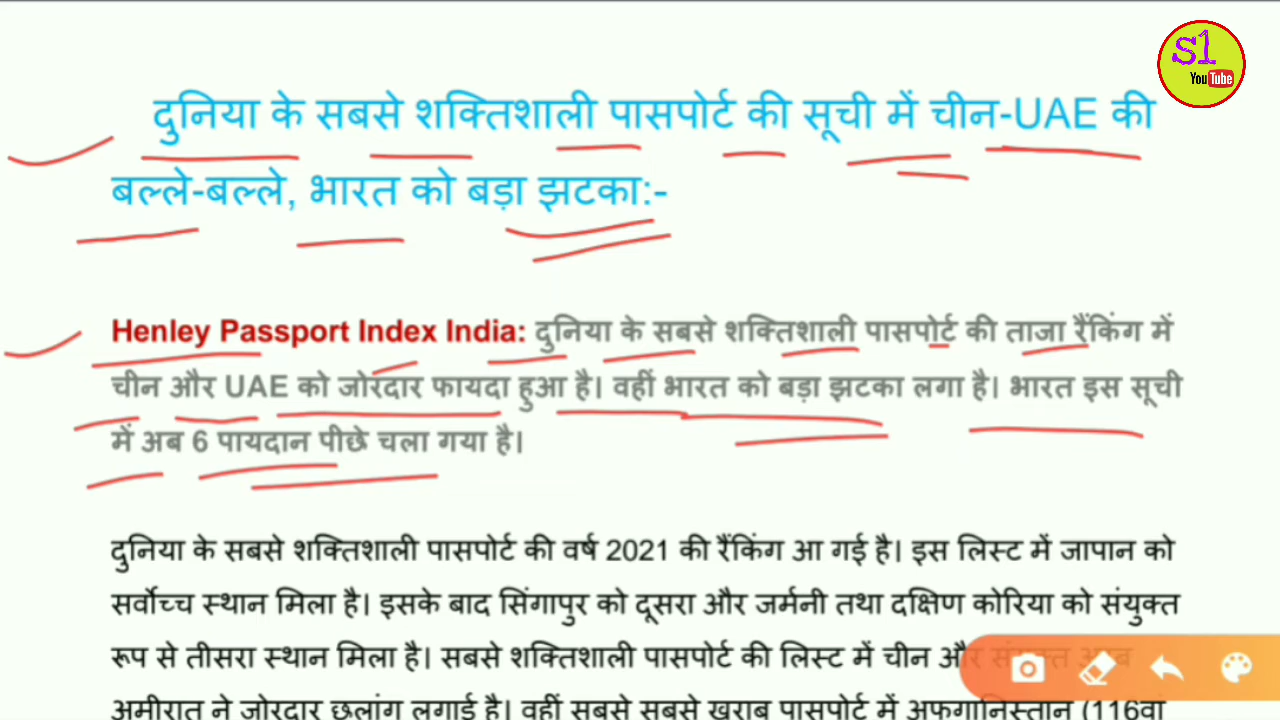 S1
YouTube
दुनिया के सबसे शक्तिशाली पासपोर्ट की सूची में चीन-UAE की
बल्ले-बल्ले, भारत को बड़ा झटका:-
Henley Passport Index India: दुनिया के सबसे शक्तिशाली पासपोर्ट की ताजा रैंकिंग में
चीन और UAE को जोरदार फायदा हुआ है। वहीं भारत को बड़ा झटका लगा है। भारत इस सूची
में अब 6 पायदान पीछे चला गया है।
दुनिया के सबसे शक्तिशाली पासपोर्ट की वर्ष 2021 की रैंकिंग आ गई है। इस लिस्ट में जापान को
सर्वोच्च स्थान मिला है। इसके बाद सिंगापुर को दूसरा और जर्मनी तथा दक्षिण कोरिया को संयुक्त
रूप से तीसरा स्थान मिला है। सबसे शक्तिशाली पासपोर्ट की लिस्ट में चीन और संयुक्त अरब
अमीरात ने जोरदार छलांग लगाई है। वहीं सबसे सबसे खराब पासपोर्ट में अफगानिस्तान (116वां